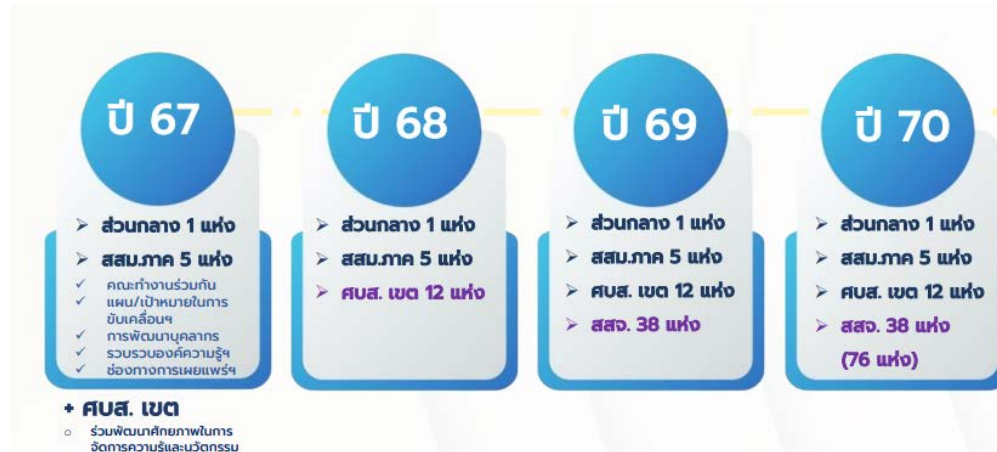 ปี 67
➢ ส่วนกลาง 1 แห่ง
➢ สสม.ภาค 5 แห่ง
✓ คณะทำงานร่วมกัน
✓ แผน/เป้าหมายในการ
ขับเคลื่อนฯ
✓ การพัฒนาบุคลากร
✓ รวบรวบองค์ความรู้ฯ
✓ ช่องทางการเผยแพร่ฯ
+ ศบส. เขต
○ ร่วมพัฒนาศักยภาพในการ
จัดการความรู้และนวัตกรรม
ปี 68
➢ ส่วนกลาง 1 แห่ง
➢ สสม.ภาค 5 แห่ง
➢ ศบส. เขต 12 แห่ง
ปี 69
➢ ส่วนกลาง 1 แห่ง
➢ สสม.ภาค 5 แห่ง
➢ ศบส. เขต 12 แห่ง
➢ สสจ. 38 แห่ง
ปี 70
➢ ส่วนกลาง 1 แห่ง
➢ สสม.ภาค 5 แห่ง
➢ ศบส. เขต 12 แห่ง
➢ สสจ. 38 แห่ง
(76 แห่ง)